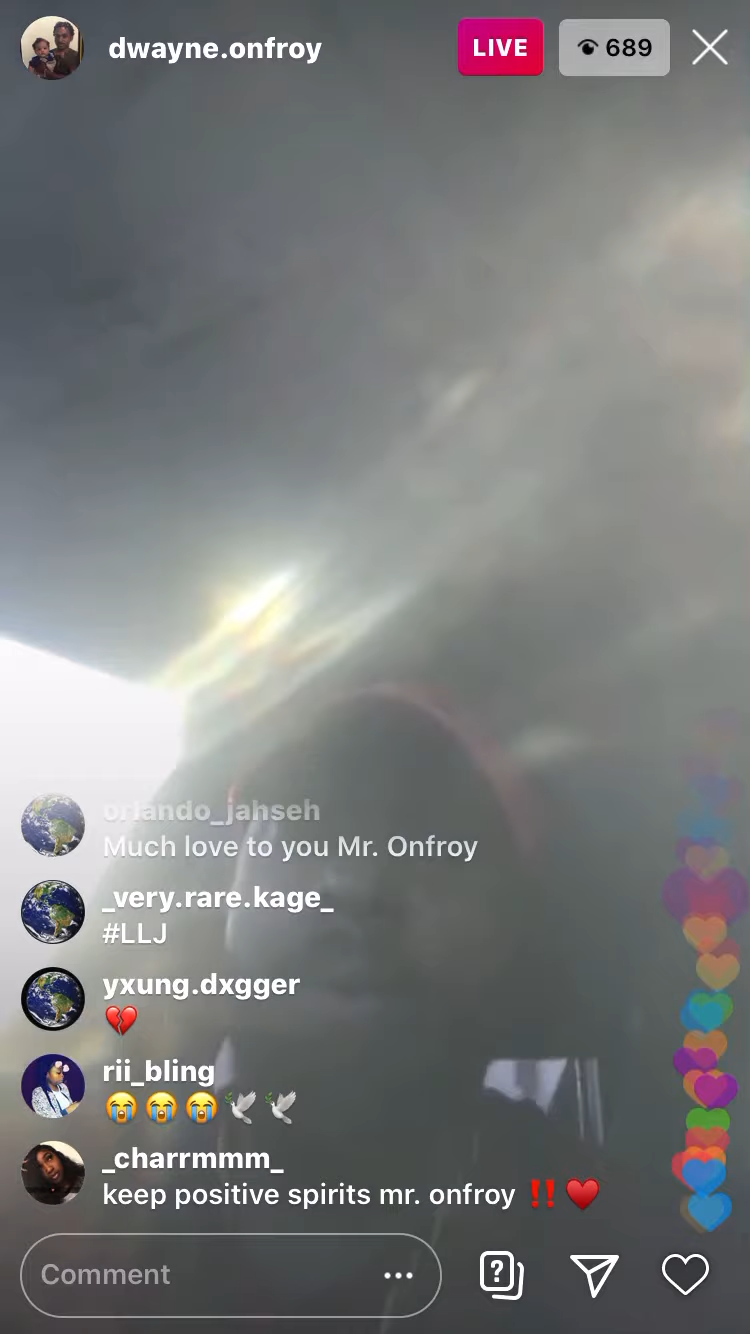 dwayne.onfroy
LIVE
689
orlando_jahseh
Much love to you Mr. Onfroy
_very.rare.kage_
#LLJ
yxung.dxgger
💔
rii_bling
😭😭😭🕊🕊
_charrmmm_
keep positive spirits mr. onfroy ‼️♥️
Comment